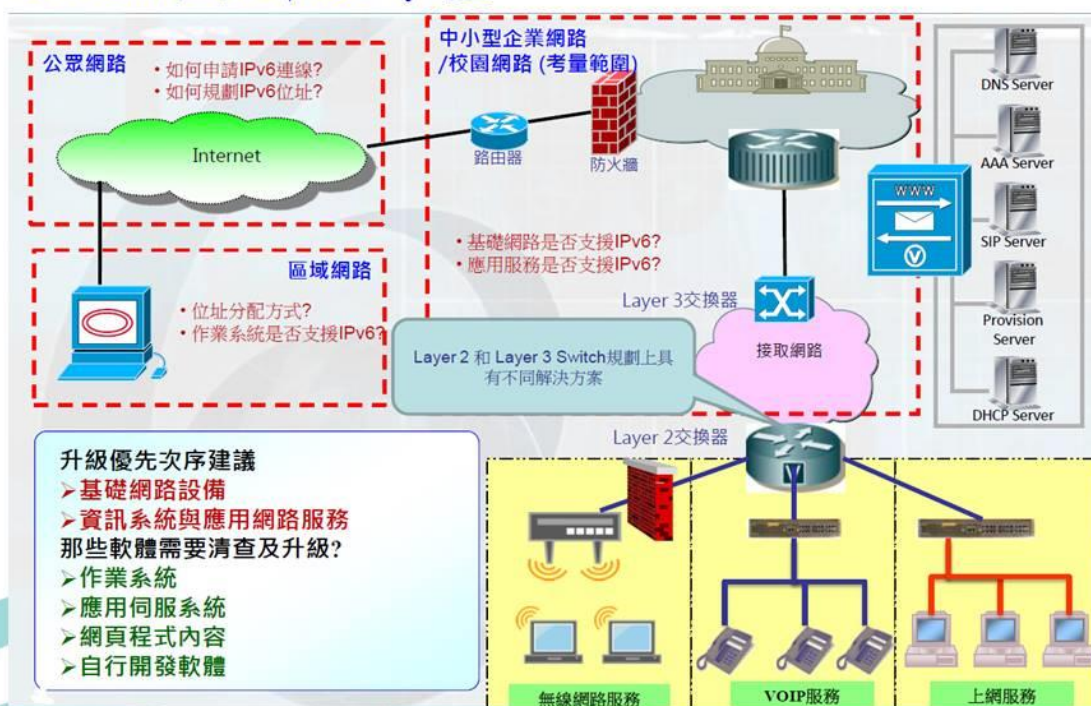 公眾網路
• 如何申請IPv6連線?
• 如何規劃IPv6位址?
Internet
中小型企業網路
/校園網路 (考量範圍)
路由器
防火牆
• 基礎網路是否支援IPv6?
• 應用服務是否支援IPv6?
區域網路
• 位址分配方式?
• 作業系統是否支援IPv6?
Layer 3交換器
接取網路
Layer 2 和 Layer 3 Switch規劃上具
有不同解決方案
Layer 2交換器
WWW
V
DNS Server
AAA Server
SIP Server
Provision
Server
DHCP Server
升級優先次序建議
➢基礎網路設備
➢資訊系統與應用網路服務
那些軟體需要清查及升級?
➢作業系統
➢應用伺服系統
➢網頁程式內容
➢自行開發軟體
V
無線網路服務
VOIP服務
上網服務